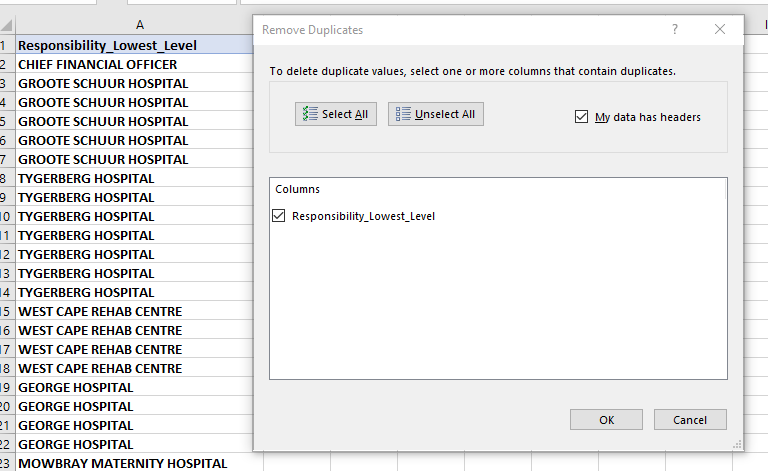 A
1 Responsibility_Lowest_Level
2 CHIEF FINANCIAL OFFICER
3 GROOTE SCHUUR HOSPITAL
4 GROOTE SCHUUR HOSPITAL
5 GROOTE SCHUUR HOSPITAL
6 GROOTE SCHUUR HOSPITAL
7 GROOTE SCHUUR HOSPITAL
8 TYGERBERG HOSPITAL
9 TYGERBERG HOSPITAL
10 TYGERBERG HOSPITAL
11 TYGERBERG HOSPITAL
12 TYGERBERG HOSPITAL
13 TYGERBERG HOSPITAL
14 TYGERBERG HOSPITAL
15 WEST CAPE REHAB CENTRE
16 WEST CAPE REHAB CENTRE
17 WEST CAPE REHAB CENTRE
18 WEST CAPE REHAB CENTRE
19 GEORGE HOSPITAL
20 GEORGE HOSPITAL
21 GEORGE HOSPITAL
22 GEORGE HOSPITAL
23 MOWBRAY MATERNITY HOSPITAL
Remove Duplicates ?
To delete duplicate values, select one or more columns that contain duplicates.
Select All Unselect All My data has headers
Columns
Responsibility_Lowest_Level
OK Cancel